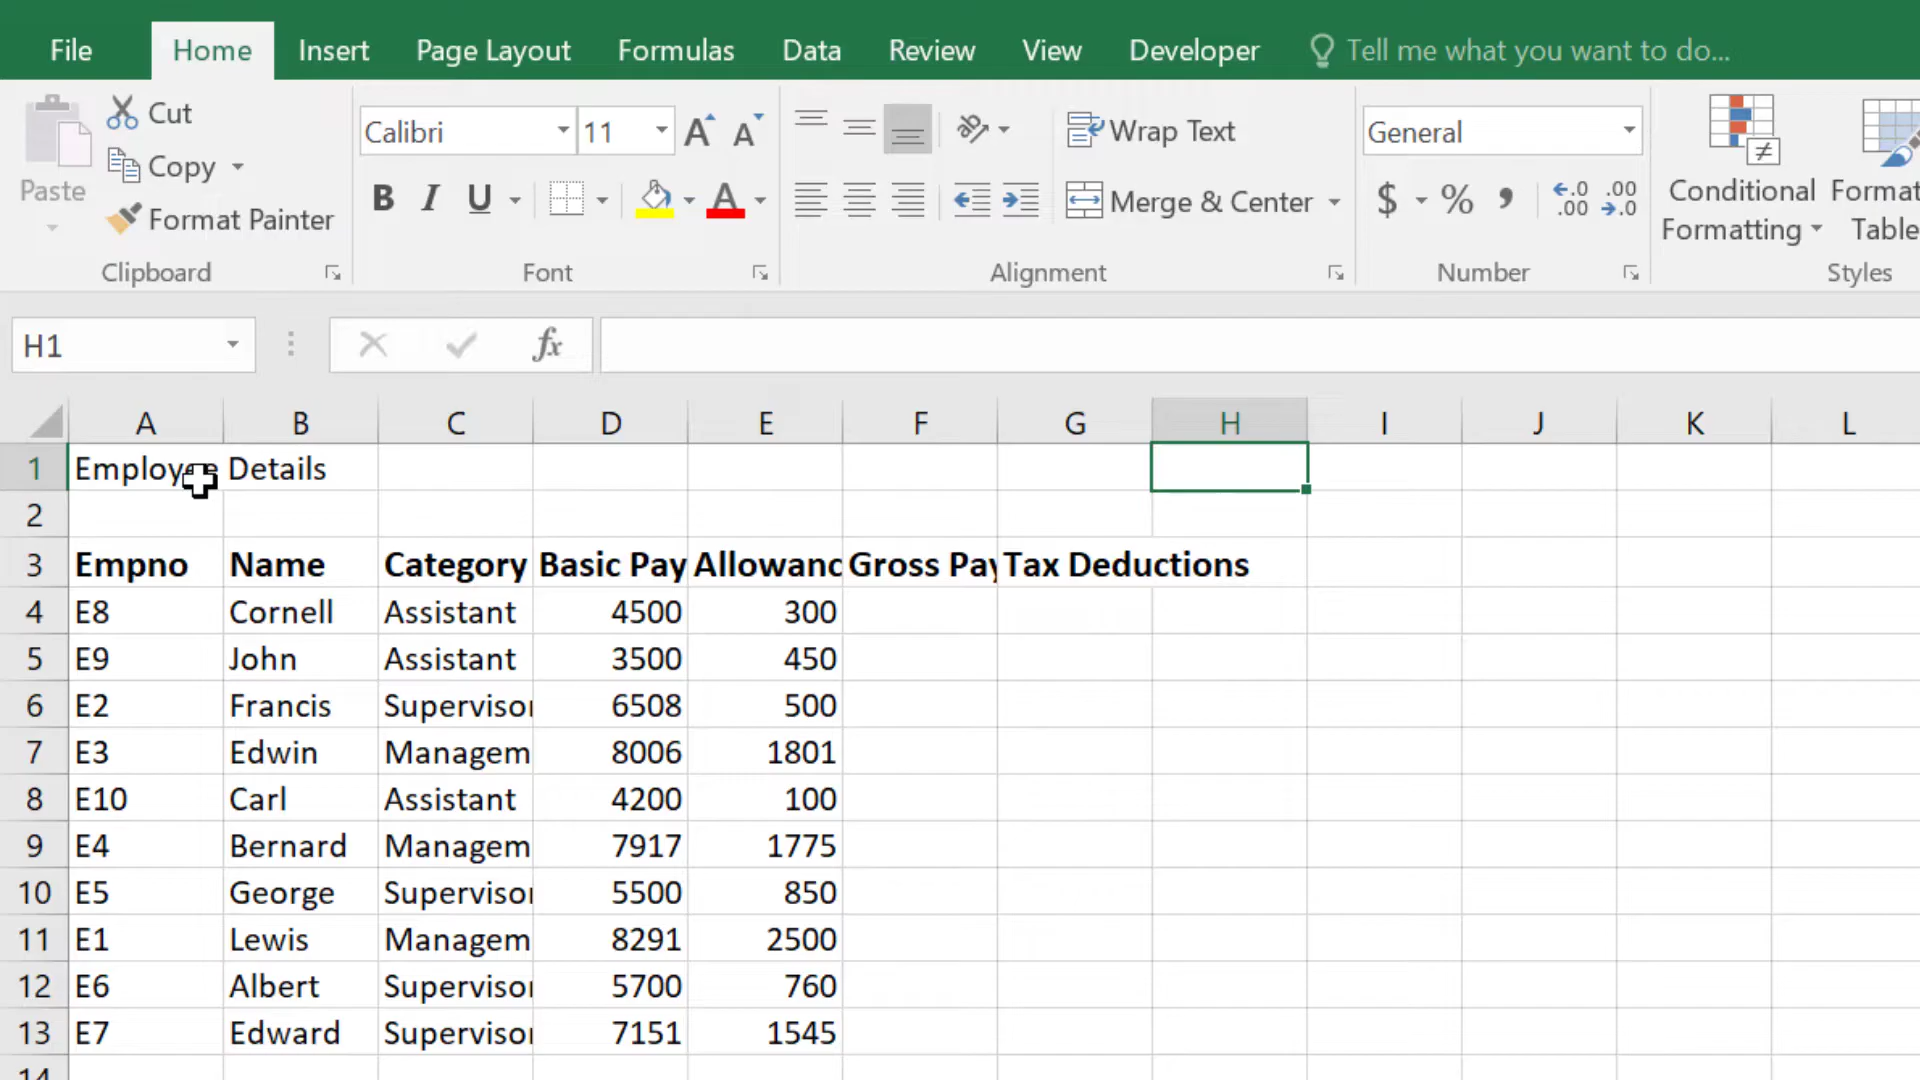 File Home Insert Page Layout Formulas Data Review View Developer Tell me what you want to do...
Cut
Copy
Paste
Format Painter
Clipboard
Calibri 11
B I U
Font
Wrap Text
Merge & Center
Alignment
General
$ % ,
Number
Conditional Formatting
Format Table
Styles
H1 fx
A B C D E F G H I J K L
1 Employee Details
2
3 Empno Name Category Basic Pay Allowanc Gross Pay Tax Deductions
4 E8 Cornell Assistant 4500 300
5 E9 John Assistant 3500 450
6 E2 Francis Supervisor 6508 500
7 E3 Edwin Managem 8006 1801
8 E10 Carl Assistant 4200 100
9 E4 Bernard Managem 7917 1775
10 E5 George Supervisor 5500 850
11 E1 Lewis Managem 8291 2500
12 E6 Albert Supervisor 5700 760
13 E7 Edward Supervisor 7151 1545
14